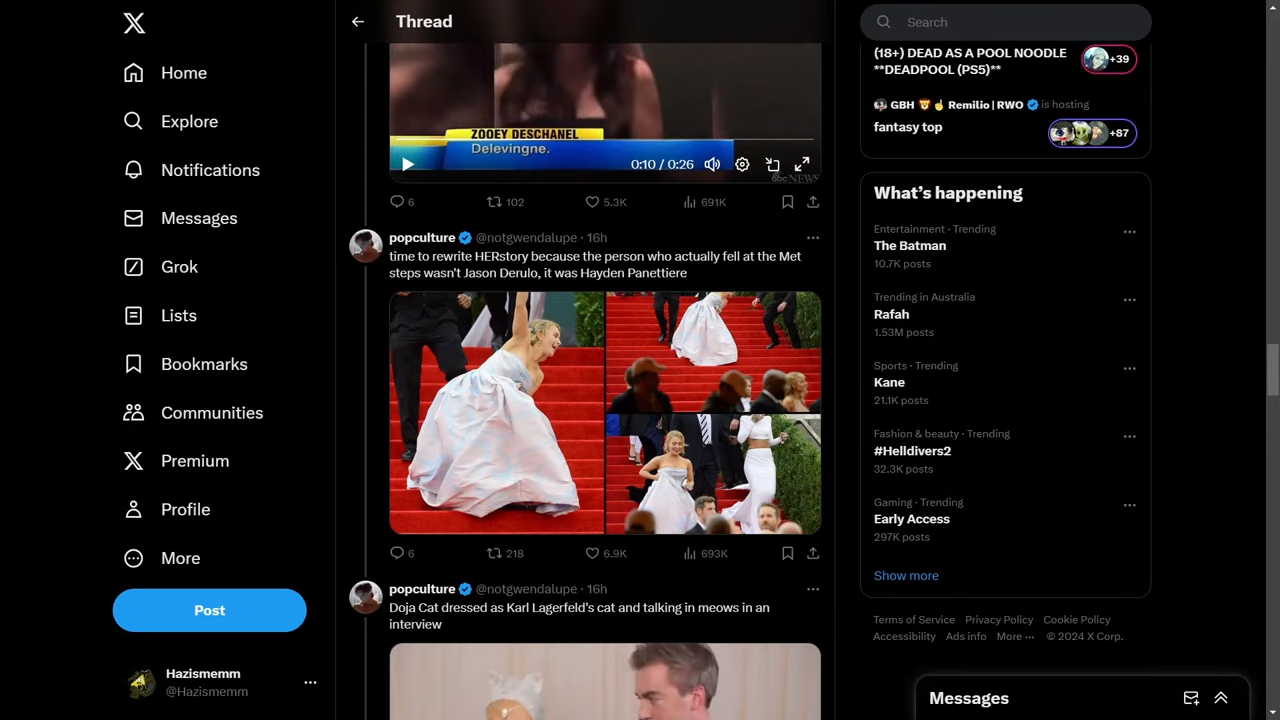 Thread
Home
Explore
Notifications
Messages
Grok
Lists
Bookmarks
Communities
Premium
Profile
More
Post
Hazismemm
@Hazismemm
ZOOEY DESCHANEL
Delevingne.
0:10 / 0:26
abc NEWS
6 102 5.3K 691K
popculture @notgwendalupe · 16h
time to rewrite HERstory because the person who actually fell at the Met
steps wasn't Jason Derulo, it was Hayden Panettiere
6 218 6.9K 693K
popculture @notgwendalupe · 16h
Doja Cat dressed as Karl Lagerfeld's cat and talking in meows in an
interview
Search
(18+) DEAD AS A POOL NOODLE
**DEADPOOL (PS5)**
+39
GBH 🦁 ☝ Remilio | RWO is hosting
fantasy top
+87
What's happening
Entertainment · Trending
The Batman
10.7K posts
Trending in Australia
Rafah
1.53M posts
Sports · Trending
Kane
21.1K posts
Fashion & beauty · Trending
#Helldivers2
32.3K posts
Gaming · Trending
Early Access
297K posts
Show more
Terms of Service Privacy Policy Cookie Policy
Accessibility Ads info More ··· © 2024 X Corp.
Messages